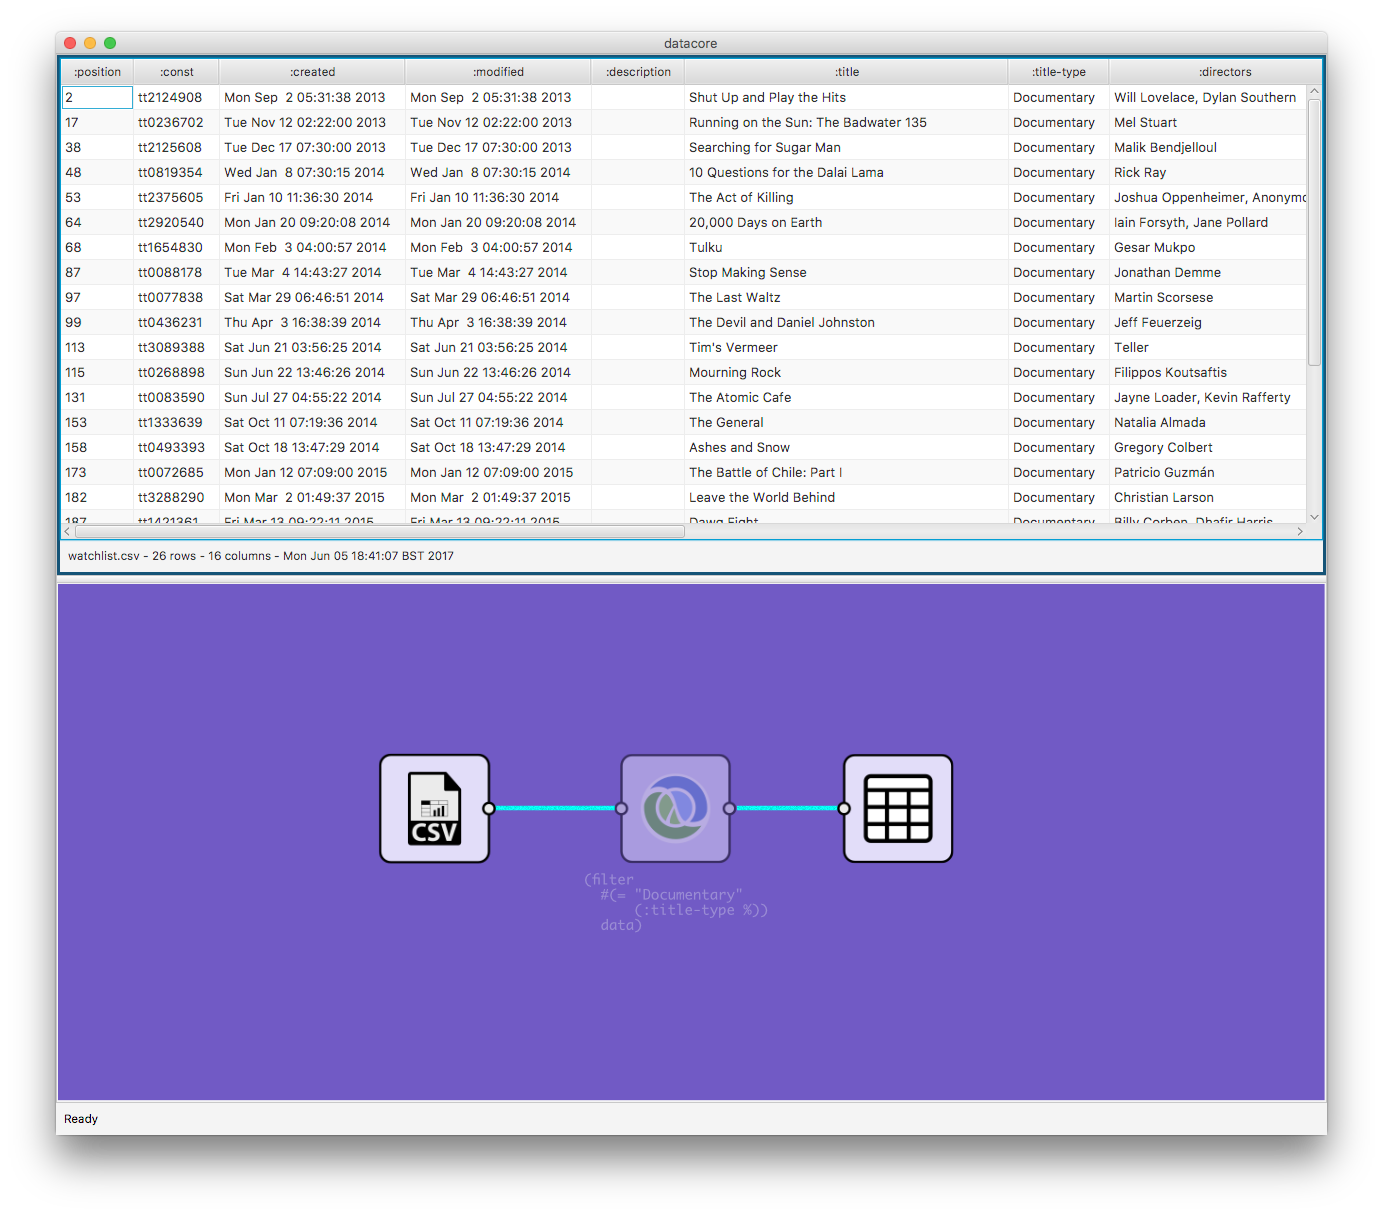 datacore
:position :const :created :modified :description :title :title-type :directors
2 tt2124908 Mon Sep  2 05:31:38 2013 Mon Sep  2 05:31:38 2013 Shut Up and Play the Hits Documentary Will Lovelace, Dylan Southern
17 tt0236702 Tue Nov 12 02:22:00 2013 Tue Nov 12 02:22:00 2013 Running on the Sun: The Badwater 135 Documentary Mel Stuart
38 tt2125608 Tue Dec 17 07:30:00 2013 Tue Dec 17 07:30:00 2013 Searching for Sugar Man Documentary Malik Bendjelloul
48 tt0819354 Wed Jan  8 07:30:15 2014 Wed Jan  8 07:30:15 2014 10 Questions for the Dalai Lama Documentary Rick Ray
53 tt2375605 Fri Jan 10 11:36:30 2014 Fri Jan 10 11:36:30 2014 The Act of Killing Documentary Joshua Oppenheimer, Anonymo
64 tt2920540 Mon Jan 20 09:20:08 2014 Mon Jan 20 09:20:08 2014 20,000 Days on Earth Documentary Iain Forsyth, Jane Pollard
68 tt1654830 Mon Feb  3 04:00:57 2014 Mon Feb  3 04:00:57 2014 Tulku Documentary Gesar Mukpo
87 tt0088178 Tue Mar  4 14:43:27 2014 Tue Mar  4 14:43:27 2014 Stop Making Sense Documentary Jonathan Demme
97 tt0077838 Sat Mar 29 06:46:51 2014 Sat Mar 29 06:46:51 2014 The Last Waltz Documentary Martin Scorsese
99 tt0436231 Thu Apr  3 16:38:39 2014 Thu Apr  3 16:38:39 2014 The Devil and Daniel Johnston Documentary Jeff Feuerzeig
113 tt3089388 Sat Jun 21 03:56:25 2014 Sat Jun 21 03:56:25 2014 Tim's Vermeer Documentary Teller
115 tt0268898 Sun Jun 22 13:46:26 2014 Sun Jun 22 13:46:26 2014 Mourning Rock Documentary Filippos Koutsaftis
131 tt0083590 Sun Jul 27 04:55:22 2014 Sun Jul 27 04:55:22 2014 The Atomic Cafe Documentary Jayne Loader, Kevin Rafferty
153 tt1333639 Sat Oct 11 07:19:36 2014 Sat Oct 11 07:19:36 2014 The General Documentary Natalia Almada
158 tt0493393 Sat Oct 18 13:47:29 2014 Sat Oct 18 13:47:29 2014 Ashes and Snow Documentary Gregory Colbert
173 tt0072685 Mon Jan 12 07:09:00 2015 Mon Jan 12 07:09:00 2015 The Battle of Chile: Part I Documentary Patricio Guzmán
182 tt3288290 Mon Mar  2 01:49:37 2015 Mon Mar  2 01:49:37 2015 Leave the World Behind Documentary Christian Larson
187 tt1421361 Fri Mar 13 09:22:11 2015 Fri Mar 13 09:22:11 2015 Dawg Fight Documentary Billy Corben, Dhafir Harris
watchlist.csv - 26 rows - 16 columns - Mon Jun 05 18:41:07 BST 2017
CSV
(filter
  #(= "Documentary"
      (:title-type %))
  data)
Ready